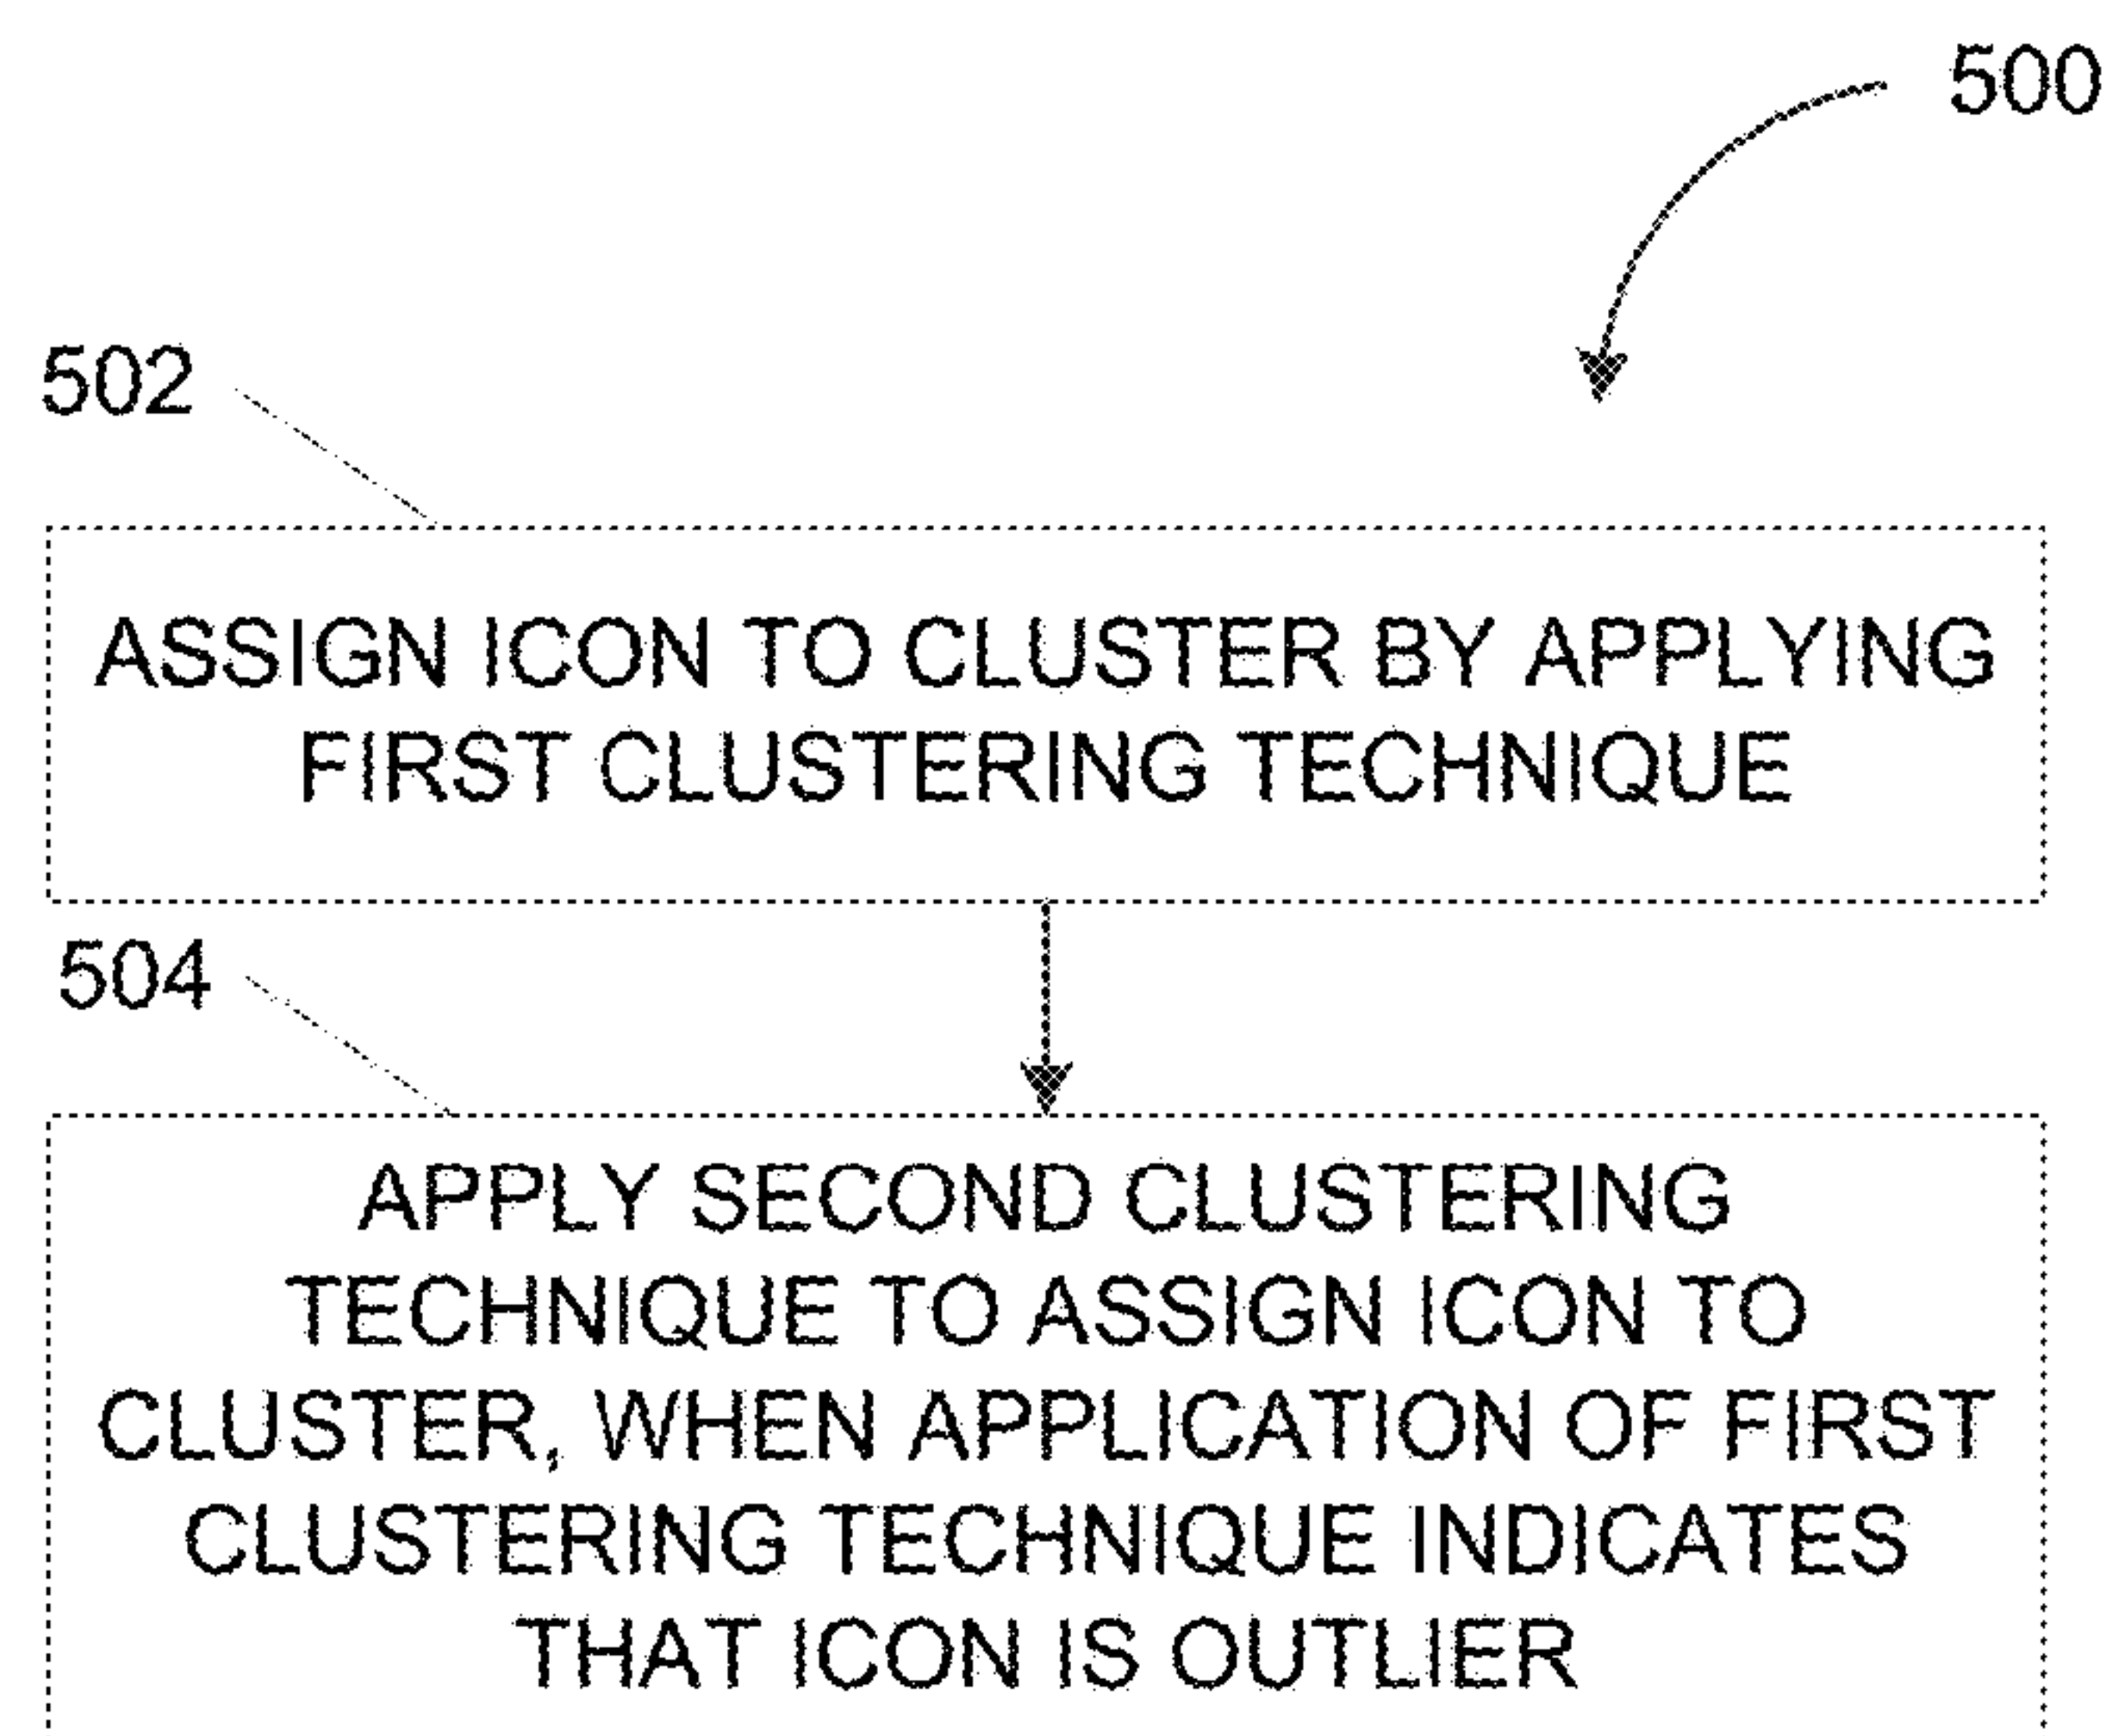 500
502
ASSIGN ICON TO CLUSTER BY APPLYING
FIRST CLUSTERING TECHNIQUE
504
APPLY SECOND CLUSTERING
TECHNIQUE TO ASSIGN ICON TO
CLUSTER, WHEN APPLICATION OF FIRST
CLUSTERING TECHNIQUE INDICATES
THAT ICON IS OUTLIER